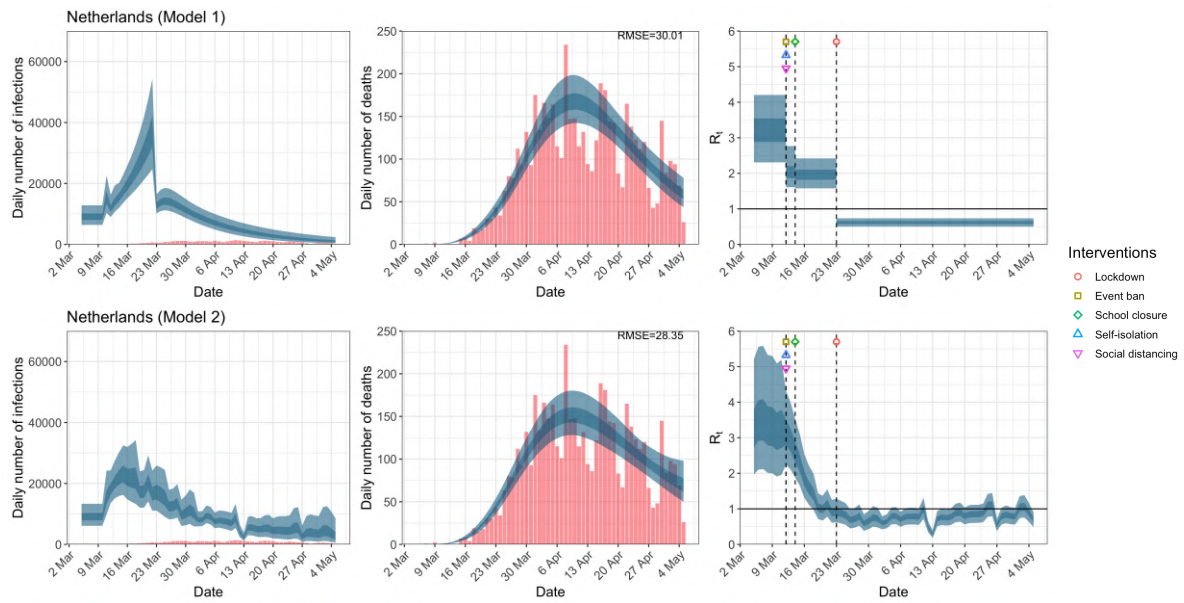 Netherlands (Model 1)
Daily number of infections
60000
40000
20000
0
2 Mar
9 Mar
16 Mar
23 Mar
30 Mar
6 Apr
13 Apr
20 Apr
27 Apr
4 May
Date
Daily number of deaths
RMSE=30.01
250
200
150
100
50
0
2 Mar
9 Mar
16 Mar
23 Mar
30 Mar
6 Apr
13 Apr
20 Apr
27 Apr
4 May
Date
Rt
6
5
4
3
2
1
0
2 Mar
9 Mar
16 Mar
23 Mar
30 Mar
6 Apr
13 Apr
20 Apr
27 Apr
4 May
Date
Netherlands (Model 2)
Daily number of infections
60000
40000
20000
0
2 Mar
9 Mar
16 Mar
23 Mar
30 Mar
6 Apr
13 Apr
20 Apr
27 Apr
4 May
Date
Daily number of deaths
RMSE=28.35
250
200
150
100
50
0
2 Mar
9 Mar
16 Mar
23 Mar
30 Mar
6 Apr
13 Apr
20 Apr
27 Apr
4 May
Date
Rt
6
5
4
3
2
1
0
2 Mar
9 Mar
16 Mar
23 Mar
30 Mar
6 Apr
13 Apr
20 Apr
27 Apr
4 May
Date
Interventions
Lockdown
Event ban
School closure
Self-isolation
Social distancing